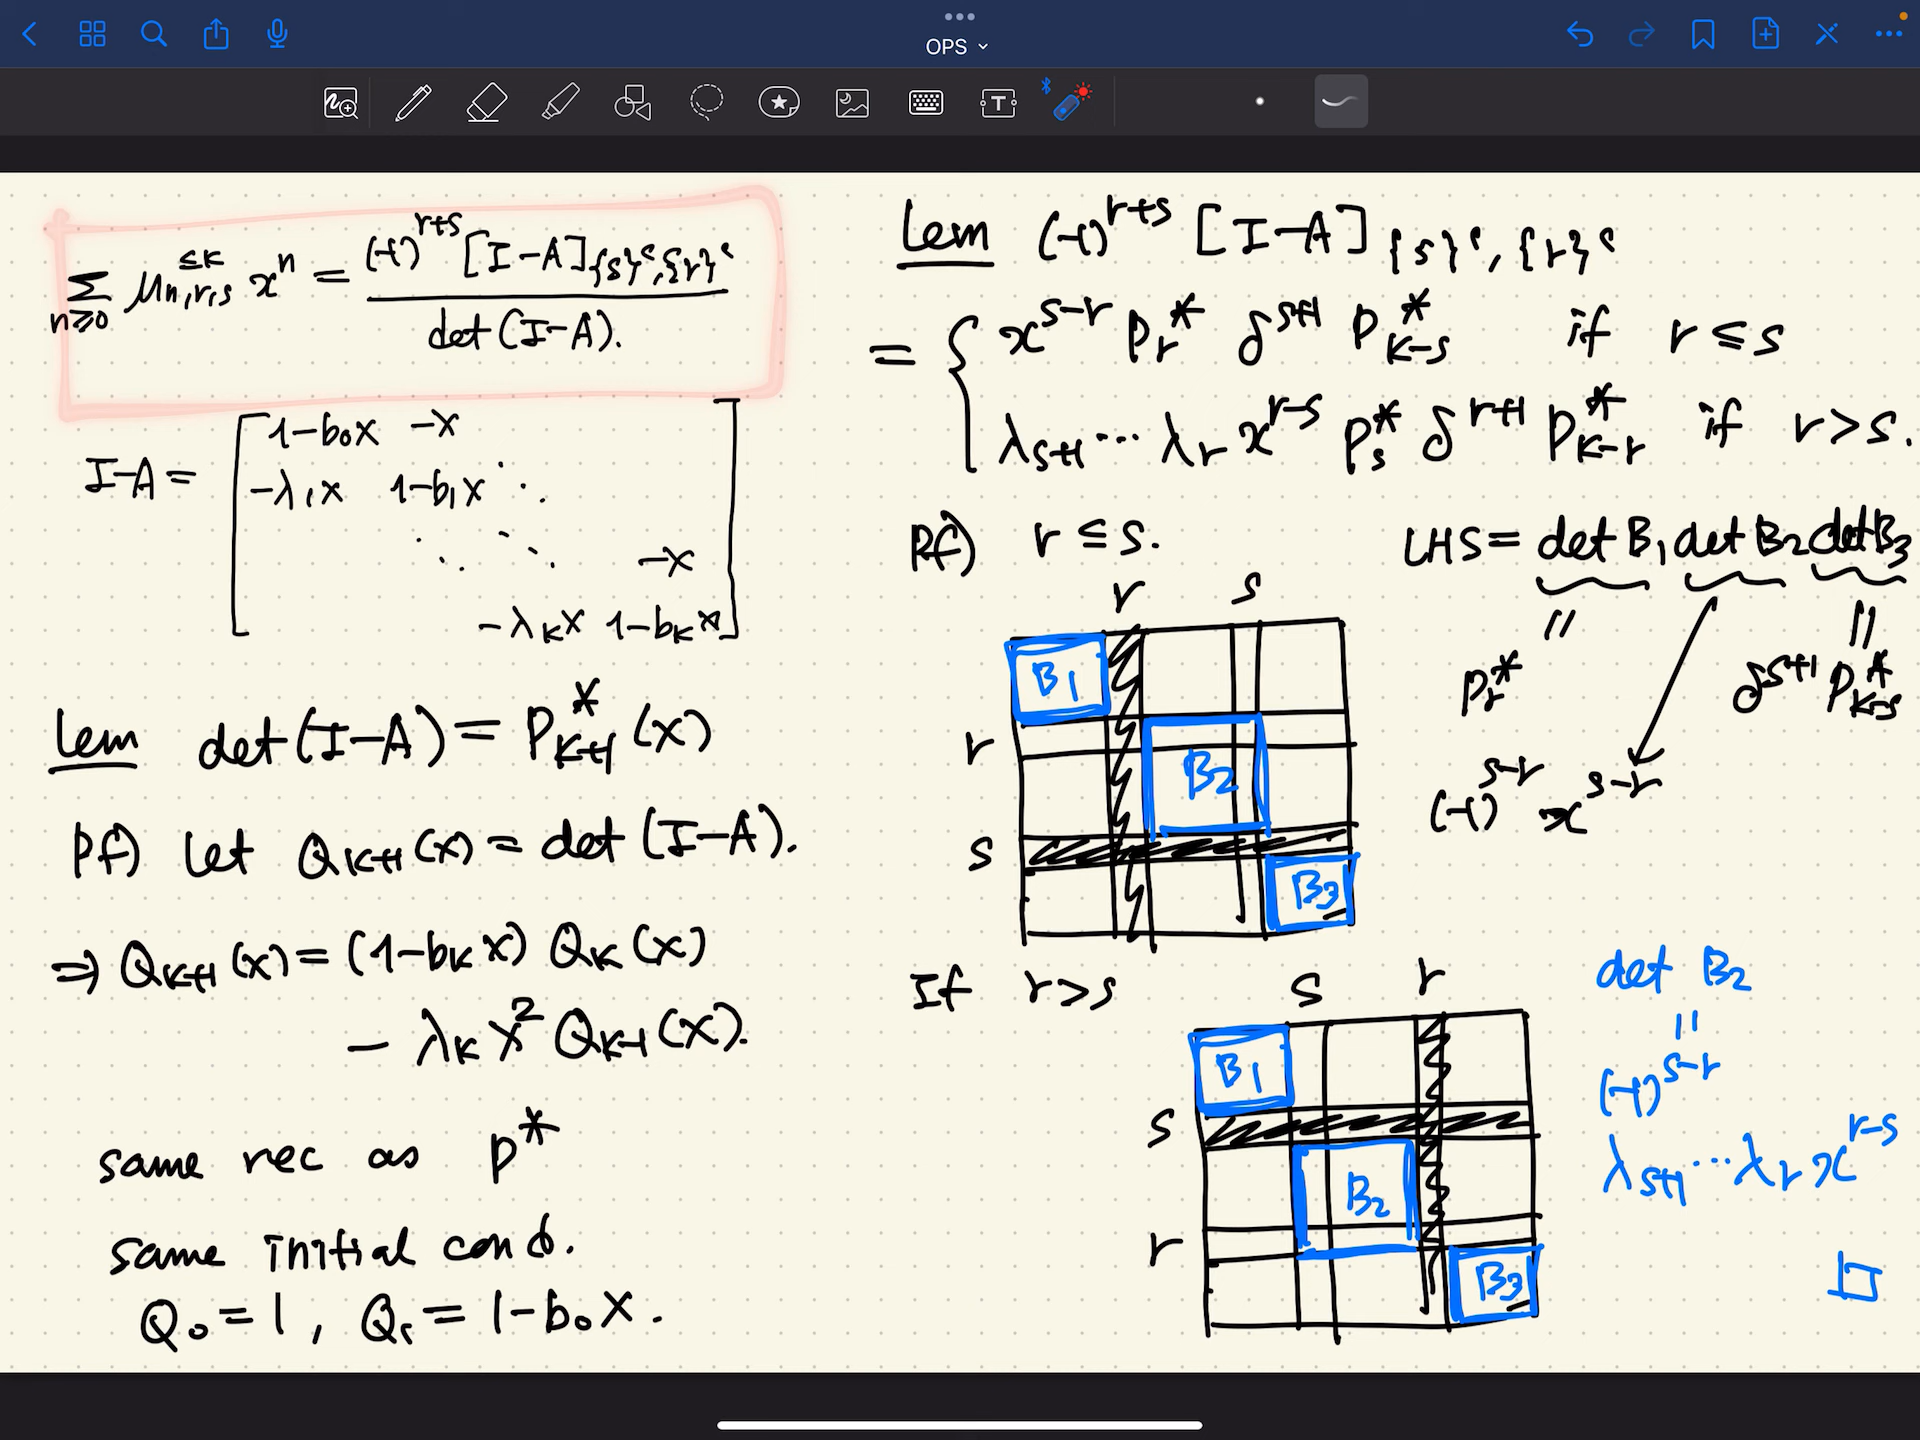 OPS
T
∑_{n≥0} μ^{≤K}_{n,r,s} x^n = (-1)^{r+s} [I-A]_{{s}^c,{r}^c} / det(I-A).
I-A = [ 1-b₀x -x
-λ₁x 1-b₁x ⋱
⋱ ⋱ -x
-λ_K x 1-b_K x ]
Lem det(I-A) = P*_{K+1}(x)
Pf) Let Q_{K+1}(x) = det(I-A).
⇒ Q_{K+1}(x) = (1-b_K x) Q_K(x)
- λ_K x² Q_{K-1}(x).
same rec as P*
same initial cond.
Q₀ = 1, Q₁ = 1-b₀x.
Lem (-1)^{r+s} [I-A]_{{s}^c,{r}^c}
= { x^{s-r} P*_r δ^{s+1} P*_{K-s} if r ≤ s
λ_{s+1} ⋯ λ_r x^{r-s} P*_s δ^{r+1} P*_{K-r} if r > s.
Pf) r ≤ s. LHS = det B₁ det B₂ det B₃
r s
B₁
r B₂
s
B₃
= =
P*_r δ^{s+1} P*_{K-s}
(-1)^{s-r} x^{s-r}
If r > s
s r
B₁
s
B₂
r
B₃
det B₂
=
(-1)^{s-r}
λ_{s+1} ⋯ λ_r x^{r-s}
□